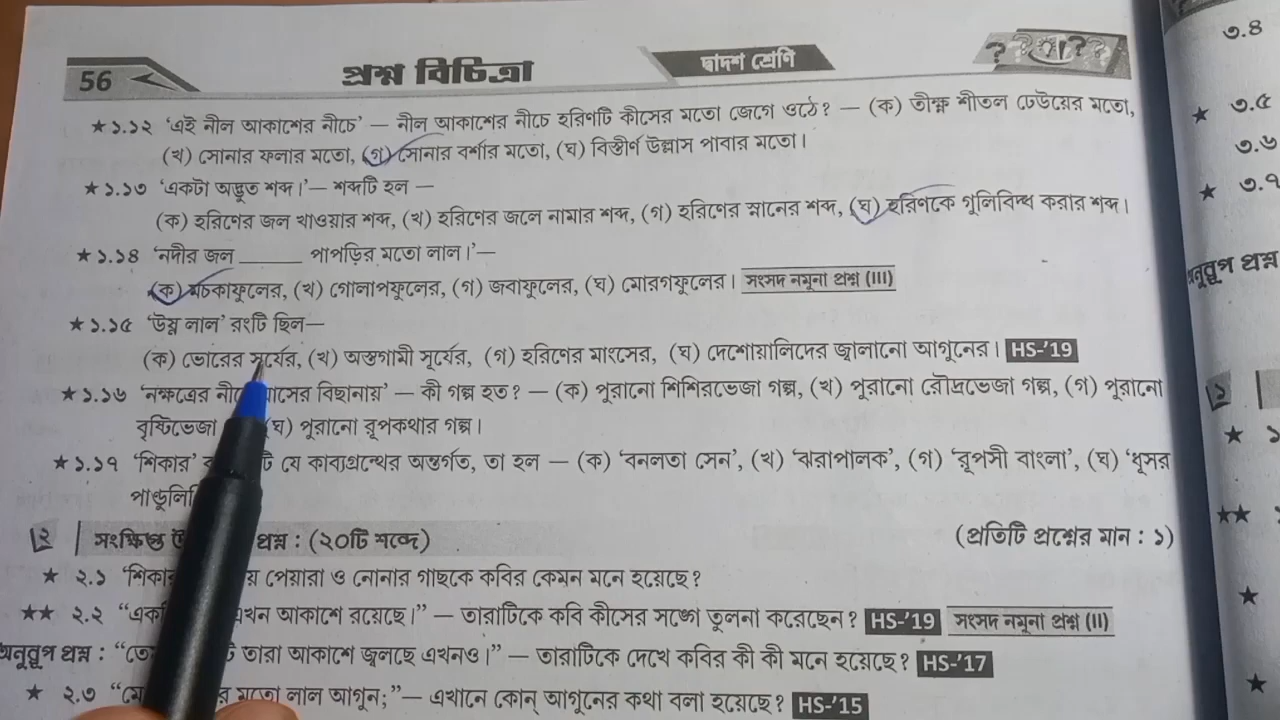 56
প্রশ্ন বিচিত্রা
দ্বাদশ শ্রেণি
★১.১২ 'এই নীল আকাশের নীচে' — নীল আকাশের নীচে হরিণটি কীসের মতো জেগে ওঠে? — (ক) তীক্ষ্ণ শীতল ঢেউয়ের মতো,
(খ) সোনার ফলার মতো, (গ) সোনার বর্শার মতো, (ঘ) বিস্তীর্ণ উল্লাস পাবার মতো।
★১.১৩ 'একটা অদ্ভুত শব্দ।'— শব্দটি হল —
(ক) হরিণের জল খাওয়ার শব্দ, (খ) হরিণের জলে নামার শব্দ, (গ) হরিণের স্নানের শব্দ, (ঘ) হরিণকে গুলিবিদ্ধ করার শব্দ।
★১.১৪ 'নদীর জল ______ পাপড়ির মতো লাল।'—
(ক) মচকাফুলের, (খ) গোলাপফুলের, (গ) জবাফুলের, (ঘ) মোরগফুলের। সংসদ নমুনা প্রশ্ন (III)
★১.১৫ 'উষ্ণ লাল' রংটি ছিল—
(ক) ভোরের সূর্যের, (খ) অস্তগামী সূর্যের, (গ) হরিণের মাংসের, (ঘ) দেশোয়ালিদের জ্বালানো আগুনের। HS-'19
★১.১৬ 'নক্ষত্রের নীচে ঘাসের বিছানায়' — কী গল্প হত? — (ক) পুরানো শিশিরভেজা গল্প, (খ) পুরানো রৌদ্রভেজা গল্প, (গ) পুরানো
বৃষ্টিভেজা (ঘ) পুরানো রূপকথার গল্প।
★১.১৭ 'শিকার' যে কাব্যগ্রন্থের অন্তর্গত, তা হল — (ক) 'বনলতা সেন', (খ) 'ঝরাপালক', (গ) 'রূপসী বাংলা', (ঘ) 'ধূসর
২ সংক্ষিপ্ত প্রশ্ন : (২০টি শব্দে) (প্রতিটি প্রশ্নের মান : ১)
★ ২.১ 'শিকার পেয়ারা ও নোনার গাছকে কবির কেমন মনে হয়েছে?
★★ ২.২ এখন আকাশে রয়েছে।" — তারাটিকে কবি কীসের সঙ্গে তুলনা করেছেন? HS-'19 সংসদ নমুনা প্রশ্ন (II)
অনুরূপ প্রশ্ন : তারা আকাশে জ্বলছে এখনও।" — তারাটিকে দেখে কবির কী কী মনে হয়েছে? HS-'17
★ ২.৩ মতো লাল আগুন;"— এখানে কোন্ আগুনের কথা বলা হয়েছে? HS-'15
৩.৪
★ ৩.৫
৩.৬
★ ৩.৭
অনুরূপ প্রশ্ন
১